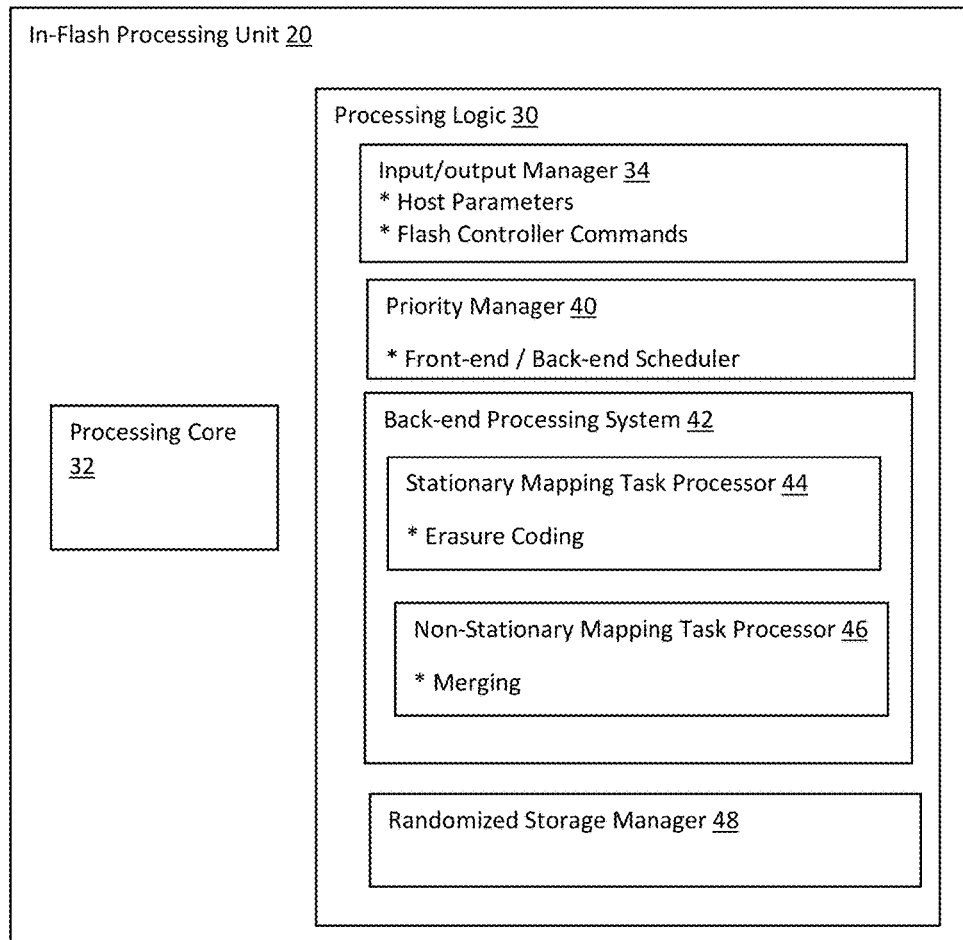 In-Flash Processing Unit 20
Processing Logic 30
Input/output Manager 34
* Host Parameters
* Flash Controller Commands
Priority Manager 40
* Front-end / Back-end Scheduler
Processing Core
32
Back-end Processing System 42
Stationary Mapping Task Processor 44
* Erasure Coding
Non-Stationary Mapping Task Processor 46
* Merging
Randomized Storage Manager 48